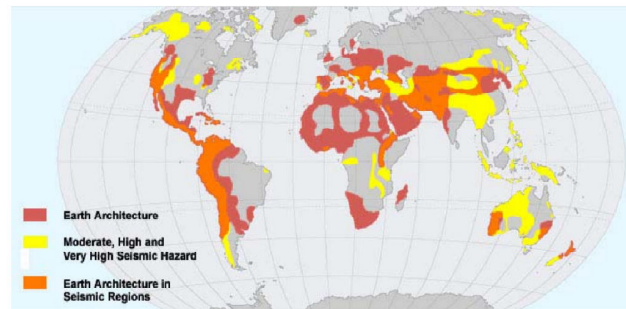 Earth Architecture
Moderate, High and
Very High Seismic Hazard
Earth Architecture in
Seismic Regions